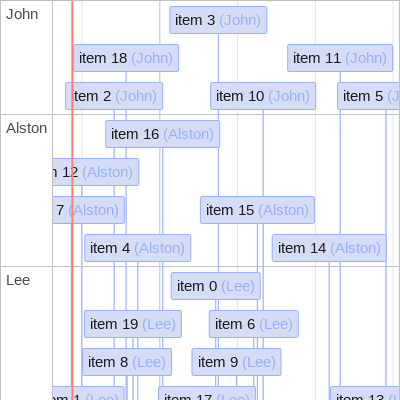 John
item 3 (John)
item 18 (John)
item 11 (John)
item 2 (John)
item 10 (John)
item 5 (J
Alston
item 16 (Alston)
12 (Alston)
7 (Alston)
item 15 (Alston)
item 4 (Alston)
item 14 (Alston)
Lee
item 0 (Lee)
item 19 (Lee)
item 6 (Lee)
item 8 (Lee)
item 9 (Lee)
em 1 (Lee)
item 17 (Lee)
item 13 (Lee)